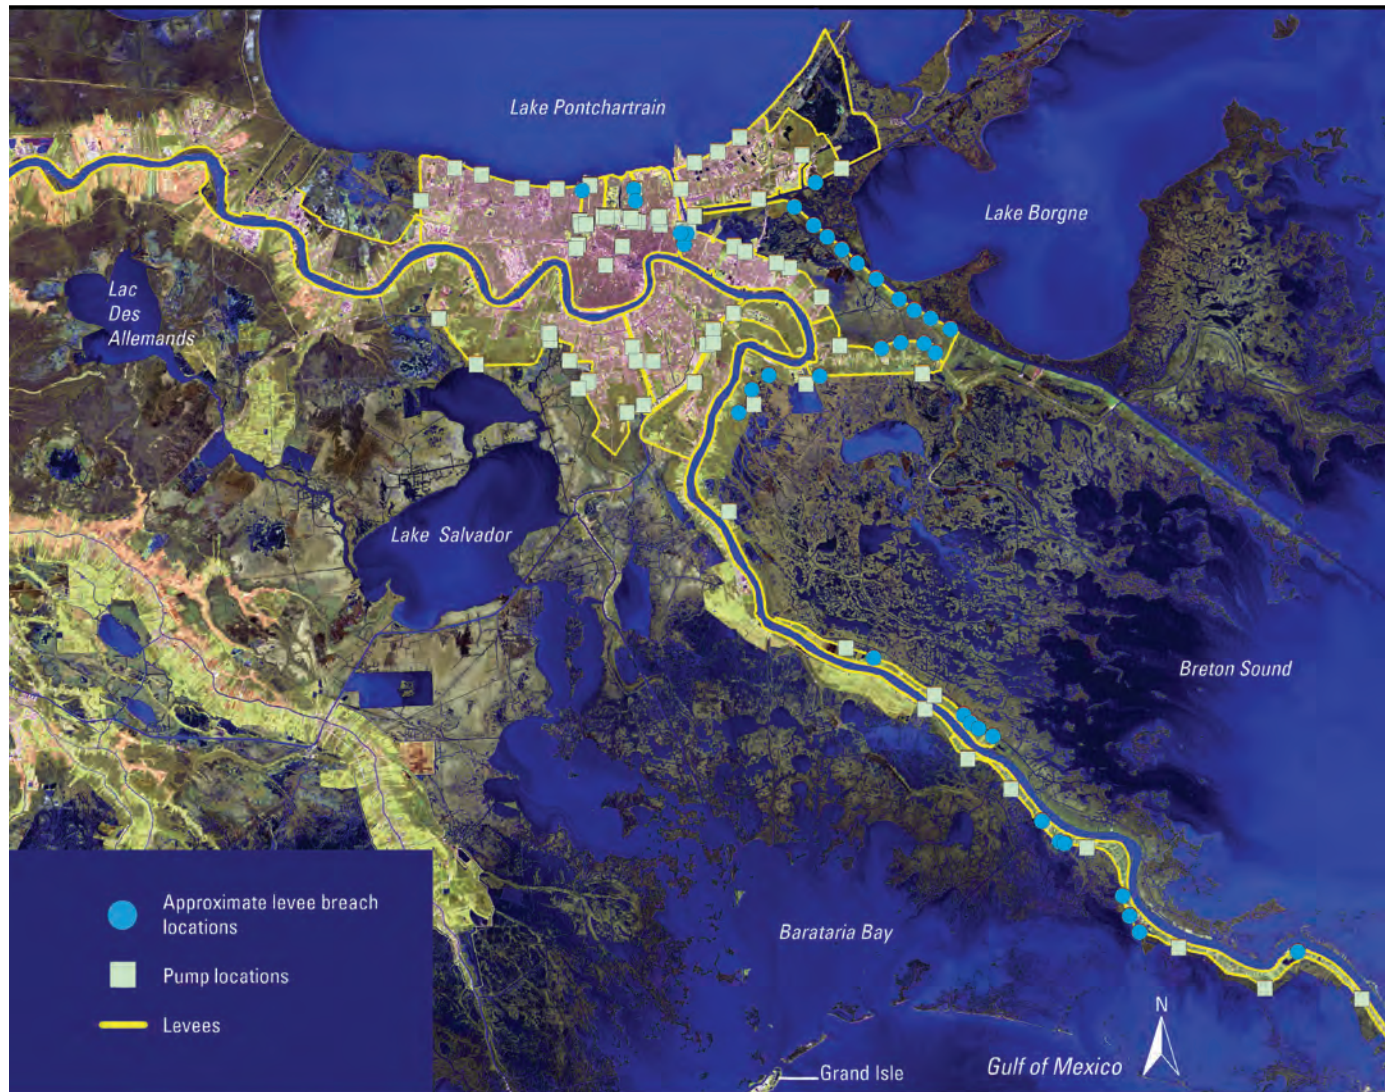 Lake Pontchartrain
Lake Borgne
Lac
Des
Allemands
Lake Salvador
Breton Sound
Approximate levee breach
locations
Pump locations
Levees
Barataria Bay
N
Gulf of Mexico
Grand Isle